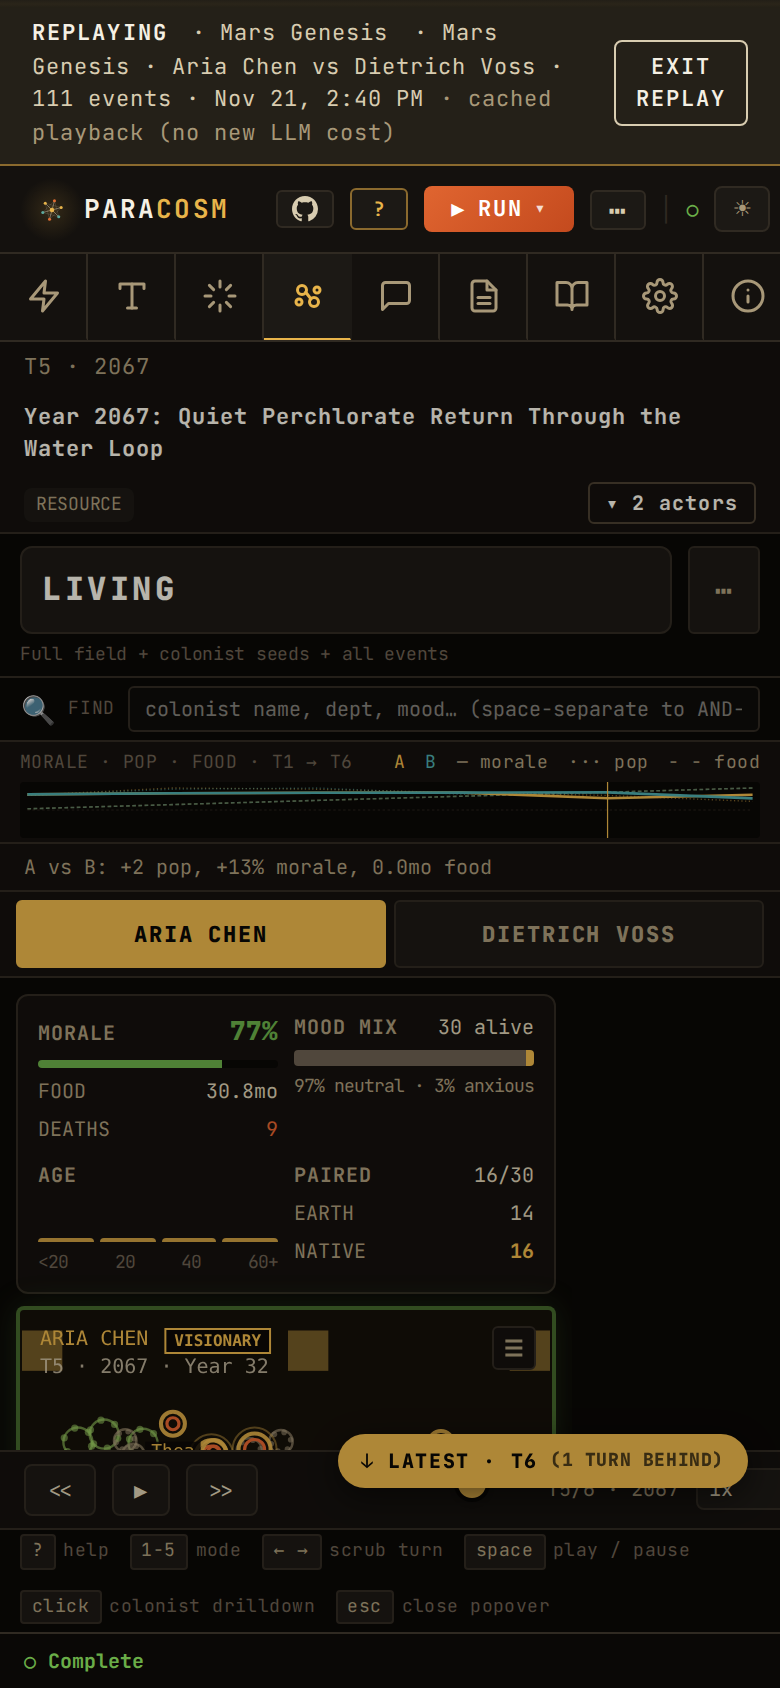 REPLAYING · Mars Genesis · Mars
Genesis · Aria Chen vs Dietrich Voss ·
111 events · Nov 21, 2:40 PM · cached
playback (no new LLM cost)
EXIT
REPLAY
PARACOSM
?
▶ RUN ▾
…
T5 · 2067
Year 2067: Quiet Perchlorate Return Through the
Water Loop
RESOURCE
▾ 2 actors
LIVING
…
Full field + colonist seeds + all events
FIND
colonist name, dept, mood… (space-separate to AND-
MORALE · POP · FOOD · T1 → T6 A B — morale ··· pop - - food
A vs B: +2 pop, +13% morale, 0.0mo food
ARIA CHEN
DIETRICH VOSS
MORALE 77%
FOOD 30.8mo
DEATHS 9
MOOD MIX 30 alive
97% neutral · 3% anxious
AGE
<20 20 40 60+
PAIRED 16/30
EARTH 14
NATIVE 16
ARIA CHEN VISIONARY
T5 · 2067 · Year 32
↓ LATEST · T6 (1 TURN BEHIND)
<< ▶ >>
T5/6 · 2067 1x
? help 1-5 mode ← → scrub turn space play / pause
click colonist drilldown esc close popover
Complete